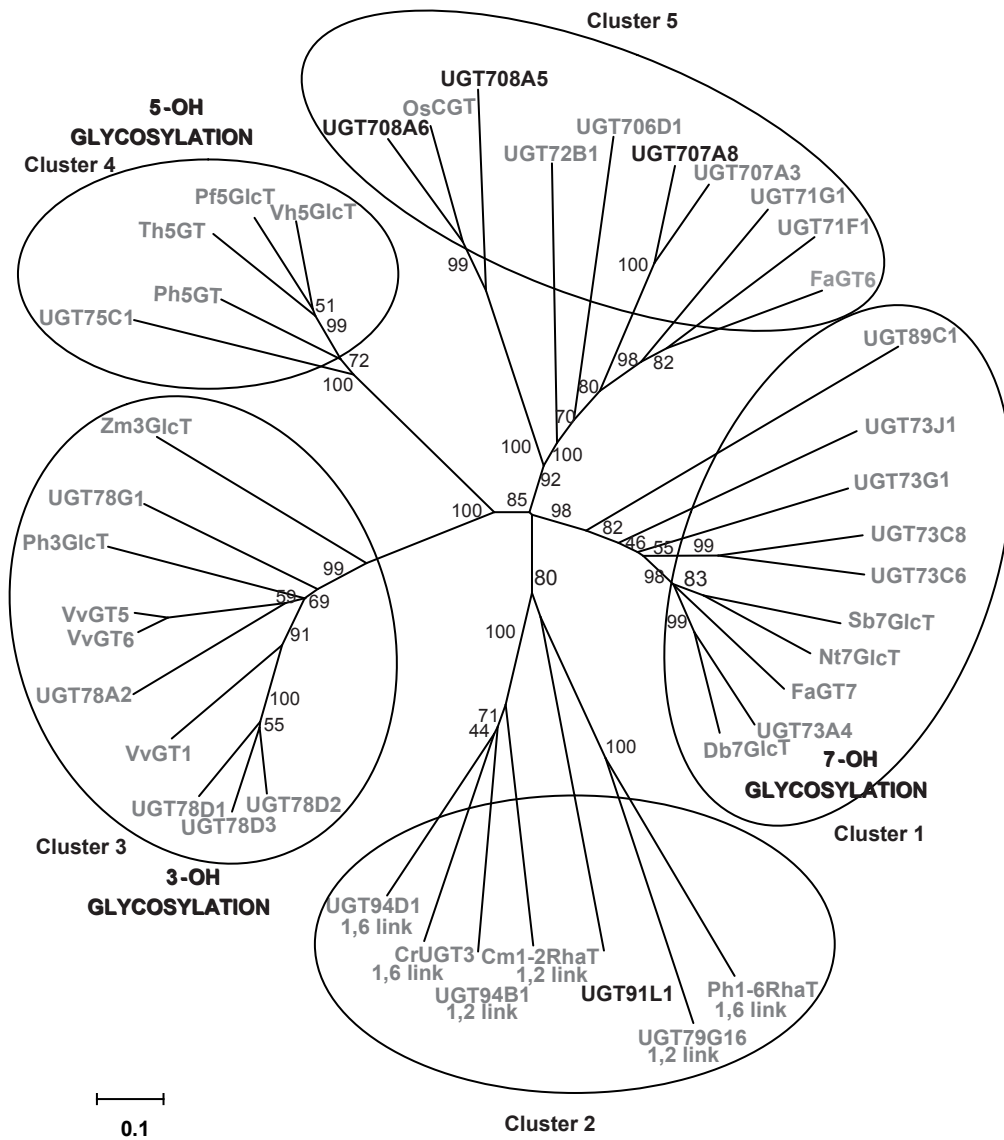 Cluster 5
UGT708A5
OsCGT
UGT708A6
UGT706D1
UGT72B1
UGT707A8
UGT707A3
UGT71G1
UGT71F1
FaGT6
99
100
98
82
80
70
100
100
92
5-OH
GLYCOSYLATION
Cluster 4
Pf5GlcT
Vh5GlcT
Th5GT
Ph5GT
UGT75C1
51
99
72
100
UGT89C1
UGT73J1
UGT73G1
UGT73C8
UGT73C6
Sb7GlcT
Nt7GlcT
FaGT7
UGT73A4
Db7GlcT
85
98
82
46
55
99
98
83
99
7-OH
GLYCOSYLATION
Cluster 1
Zm3GlcT
UGT78G1
Ph3GlcT
VvGT5
VvGT6
UGT78A2
VvGT1
UGT78D1
UGT78D2
UGT78D3
100
99
59
69
91
100
55
Cluster 3
3-OH
GLYCOSYLATION
80
100
71
44
100
UGT94D1
1,6 link
CrUGT3
1,6 link
UGT94B1
1,2 link
Cm1-2RhaT
1,2 link
UGT91L1
Ph1-6RhaT
1,6 link
UGT79G16
1,2 link
Cluster 2
0.1